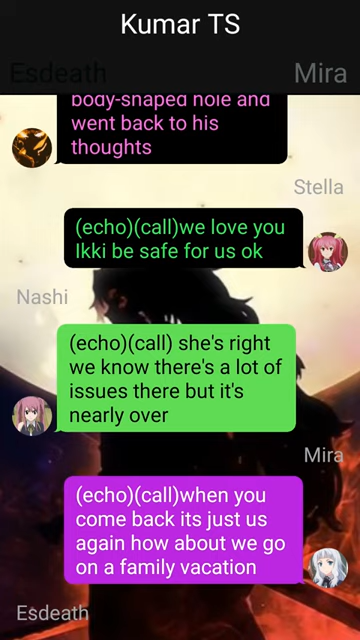 Kumar TS
Esdeath
Mira
body-shaped hole and
went back to his
thoughts
Stella
(echo)(call)we love you
Ikki be safe for us ok
Nashi
(echo)(call) she's right
we know there's a lot of
issues there but it's
nearly over
Mira
(echo)(call)when you
come back its just us
again how about we go
on a family vacation
Esdeath